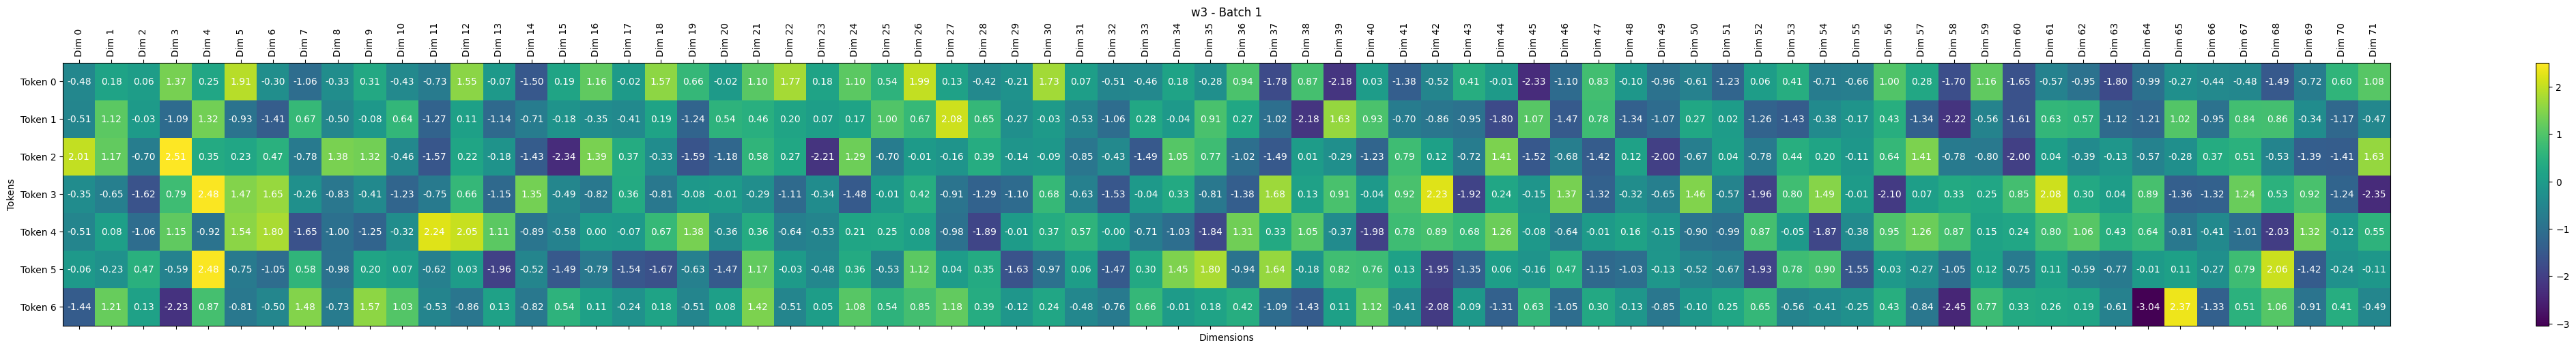 w3 - Batch 1
Dim 0 Dim 1 Dim 2 Dim 3 Dim 4 Dim 5 Dim 6 Dim 7 Dim 8 Dim 9 Dim 10 Dim 11 Dim 12 Dim 13 Dim 14 Dim 15 Dim 16 Dim 17 Dim 18 Dim 19 Dim 20 Dim 21 Dim 22 Dim 23 Dim 24 Dim 25 Dim 26 Dim 27 Dim 28 Dim 29 Dim 30 Dim 31 Dim 32 Dim 33 Dim 34 Dim 35 Dim 36 Dim 37 Dim 38 Dim 39 Dim 40 Dim 41 Dim 42 Dim 43 Dim 44 Dim 45 Dim 46 Dim 47 Dim 48 Dim 49 Dim 50 Dim 51 Dim 52 Dim 53 Dim 54 Dim 55 Dim 56 Dim 57 Dim 58 Dim 59 Dim 60 Dim 61 Dim 62 Dim 63 Dim 64 Dim 65 Dim 66 Dim 67 Dim 68 Dim 69 Dim 70 Dim 71
Token 0 -0.48 0.18 0.06 1.37 0.25 1.91 -0.30 -1.06 -0.33 0.31 -0.43 -0.73 1.55 -0.07 -1.50 0.19 1.16 -0.02 1.57 0.66 -0.02 1.10 1.77 0.18 1.10 0.54 1.99 0.13 -0.42 -0.21 1.73 0.07 -0.51 -0.46 0.18 -0.28 0.94 -1.78 0.87 -2.18 0.03 -1.38 -0.52 0.41 -0.01 -2.33 -1.10 0.83 -0.10 -0.96 -0.61 -1.23 0.06 0.41 -0.71 -0.66 1.00 0.28 -1.70 1.16 -1.65 -0.57 -0.95 -1.80 -0.99 -0.27 -0.44 -0.48 -1.49 -0.72 0.60 1.08
Token 1 -0.51 1.12 -0.03 -1.09 1.32 -0.93 -1.41 0.67 -0.50 -0.08 0.64 -1.27 0.11 -1.14 -0.71 -0.18 -0.35 -0.41 0.19 -1.24 0.54 0.46 0.20 0.07 0.17 1.00 0.67 2.08 0.65 -0.27 -0.03 -0.53 -1.06 0.28 -0.04 0.91 0.27 -1.02 -2.18 1.63 0.93 -0.70 -0.86 -0.95 -1.80 1.07 -1.47 0.78 -1.34 -1.07 0.27 0.02 -1.26 -1.43 -0.38 -0.17 0.43 -1.34 -2.22 -0.56 -1.61 0.63 0.57 -1.12 -1.21 1.02 -0.95 0.84 0.86 -0.34 -1.17 -0.47
Token 2 2.01 1.17 -0.70 2.51 0.35 0.23 0.47 -0.78 1.38 1.32 -0.46 -1.57 0.22 -0.18 -1.43 -2.34 1.39 0.37 -0.33 -1.59 -1.18 0.58 0.27 -2.21 1.29 -0.70 -0.01 -0.16 0.39 -0.14 -0.09 -0.85 -0.43 -1.49 1.05 0.77 -1.02 -1.49 0.01 -0.29 -1.23 0.79 0.12 -0.72 1.41 -1.52 -0.68 -1.42 0.12 -2.00 -0.67 0.04 -0.78 0.44 0.20 -0.11 0.64 1.41 -0.78 -0.80 -2.00 0.04 -0.39 -0.13 -0.57 -0.28 0.37 0.51 -0.53 -1.39 -1.41 1.63
Token 3 -0.35 -0.65 -1.62 0.79 2.48 1.47 1.65 -0.26 -0.83 -0.41 -1.23 -0.75 0.66 -1.15 1.35 -0.49 -0.82 0.36 -0.81 -0.08 -0.01 -0.29 -1.11 -0.34 -1.48 -0.01 0.42 -0.91 -1.29 -1.10 0.68 -0.63 -1.53 -0.04 0.33 -0.81 -1.38 1.68 0.13 0.91 -0.04 0.92 2.23 -1.92 0.24 -0.15 1.37 -1.32 -0.32 -0.65 1.46 -0.57 -1.96 0.80 1.49 -0.01 -2.10 0.07 0.33 0.25 0.85 2.08 0.30 0.04 0.89 -1.36 -1.32 1.24 0.53 0.92 -1.24 -2.35
Token 4 -0.51 0.08 -1.06 1.15 -0.92 1.54 1.80 -1.65 -1.00 -1.25 -0.32 2.24 2.05 1.11 -0.89 -0.58 0.00 -0.07 0.67 1.38 -0.36 0.36 -0.64 -0.53 0.21 0.25 0.08 -0.98 -1.89 -0.01 0.37 0.57 -0.00 -0.71 -1.03 -1.84 1.31 0.33 1.05 -0.37 -1.98 0.78 0.89 0.68 1.26 -0.08 -0.64 -0.01 0.16 -0.15 -0.90 -0.99 0.87 -0.05 -1.87 -0.38 0.95 1.26 0.87 0.15 0.24 0.80 1.06 0.43 0.64 -0.81 -0.41 -1.01 -2.03 1.32 -0.12 0.55
Token 5 -0.06 -0.23 0.47 -0.59 2.48 -0.75 -1.05 0.58 -0.98 0.20 0.07 -0.62 0.03 -1.96 -0.52 -1.49 -0.79 -1.54 -1.67 -0.63 -1.47 1.17 -0.03 -0.48 0.36 -0.53 1.12 0.04 0.35 -1.63 -0.97 0.06 -1.47 0.30 1.45 1.80 -0.94 1.64 -0.18 0.82 0.76 0.13 -1.95 -1.35 0.06 -0.16 0.47 -1.15 -1.03 -0.13 -0.52 -0.67 -1.93 0.78 0.90 -1.55 -0.03 -0.27 -1.05 0.12 -0.75 0.11 -0.59 -0.77 -0.01 0.11 -0.27 0.79 2.06 -1.42 -0.24 -0.11
Token 6 -1.44 1.21 0.13 -2.23 0.87 -0.81 -0.50 1.48 -0.73 1.57 1.03 -0.53 -0.86 0.13 -0.82 0.54 0.11 -0.24 0.18 -0.51 0.08 1.42 -0.51 0.05 1.08 0.54 0.85 1.18 0.39 -0.12 0.24 -0.48 -0.76 0.66 -0.01 0.18 0.42 -1.09 -1.43 0.11 1.12 -0.41 -2.08 -0.09 -1.31 0.63 -1.05 0.30 -0.13 -0.85 -0.10 0.25 0.65 -0.56 -0.41 -0.25 0.43 -0.84 -2.45 0.77 0.33 0.26 0.19 -0.61 -3.04 2.37 -1.33 0.51 1.06 -0.91 0.41 -0.49
Tokens
Dimensions
2
1
0
−1
−2
−3